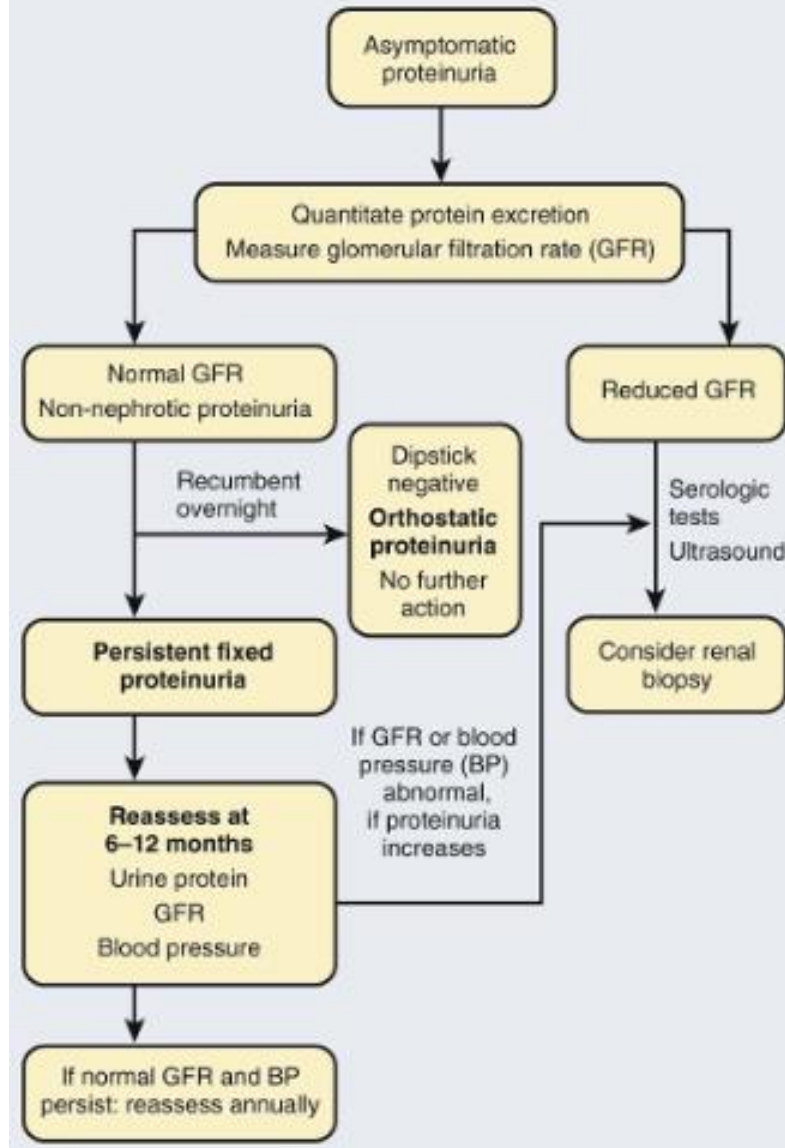 Asymptomatic
proteinuria
Quantitate protein excretion
Measure glomerular filtration rate (GFR)
Normal GFR
Non-nephrotic proteinuria
Reduced GFR
Recumbent
overnight
Dipstick
negative
Orthostatic
proteinuria
No further
action
Serologic
tests
Ultrasound
Persistent fixed
proteinuria
Consider renal
biopsy
If GFR or blood
pressure (BP)
abnormal,
if proteinuria
increases
Reassess at
6–12 months
Urine protein
GFR
Blood pressure
If normal GFR and BP
persist: reassess annually